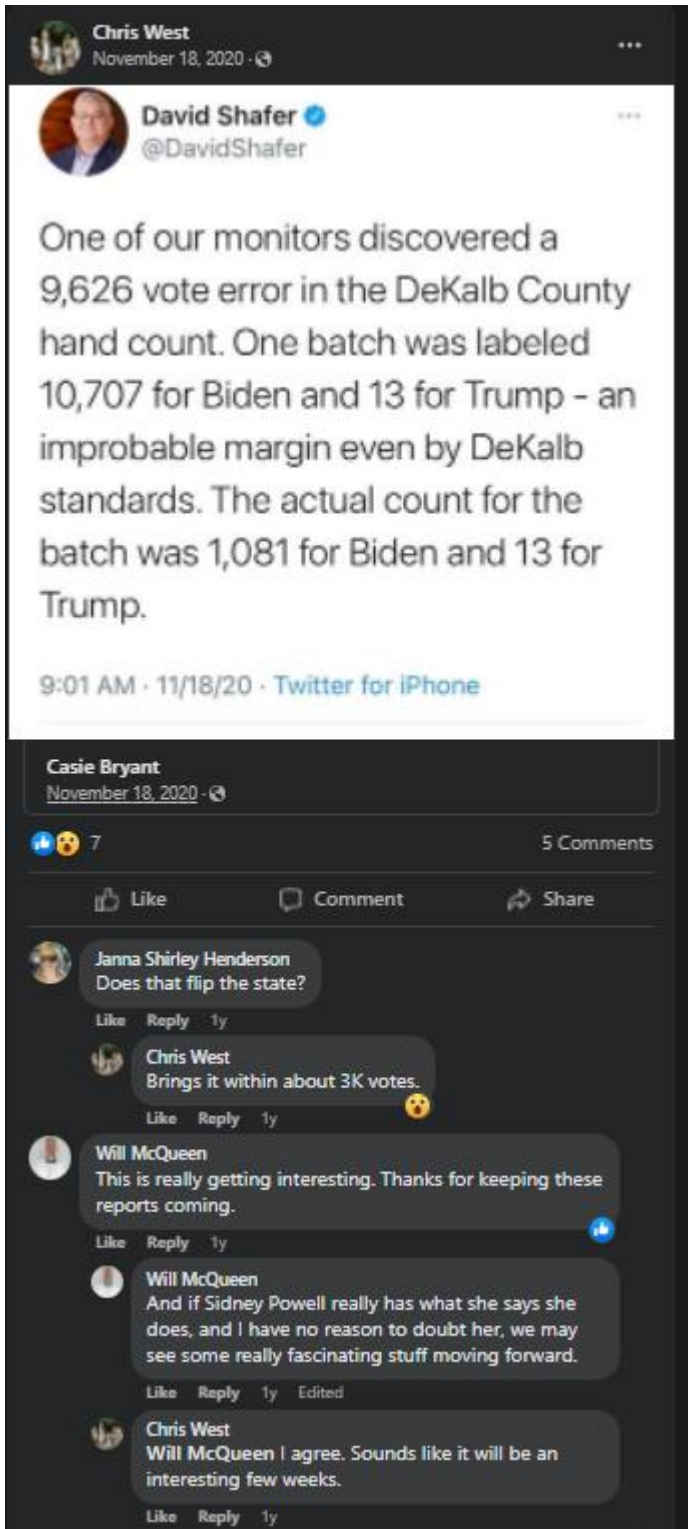 Chris West
November 18, 2020 ·
David Shafer
@DavidShafer
One of our monitors discovered a
9,626 vote error in the DeKalb County
hand count. One batch was labeled
10,707 for Biden and 13 for Trump - an
improbable margin even by DeKalb
standards. The actual count for the
batch was 1,081 for Biden and 13 for
Trump.
9:01 AM · 11/18/20 · Twitter for iPhone
Casie Bryant
November 18, 2020 ·
7
5 Comments
Like Comment Share
Janna Shirley Henderson
Does that flip the state?
Like Reply 1y
Chris West
Brings it within about 3K votes.
Like Reply 1y
Will McQueen
This is really getting interesting. Thanks for keeping these
reports coming.
Like Reply 1y
Will McQueen
And if Sidney Powell really has what she says she
does, and I have no reason to doubt her, we may
see some really fascinating stuff moving forward.
Like Reply 1y Edited
Chris West
Will McQueen I agree. Sounds like it will be an
interesting few weeks.
Like Reply 1y